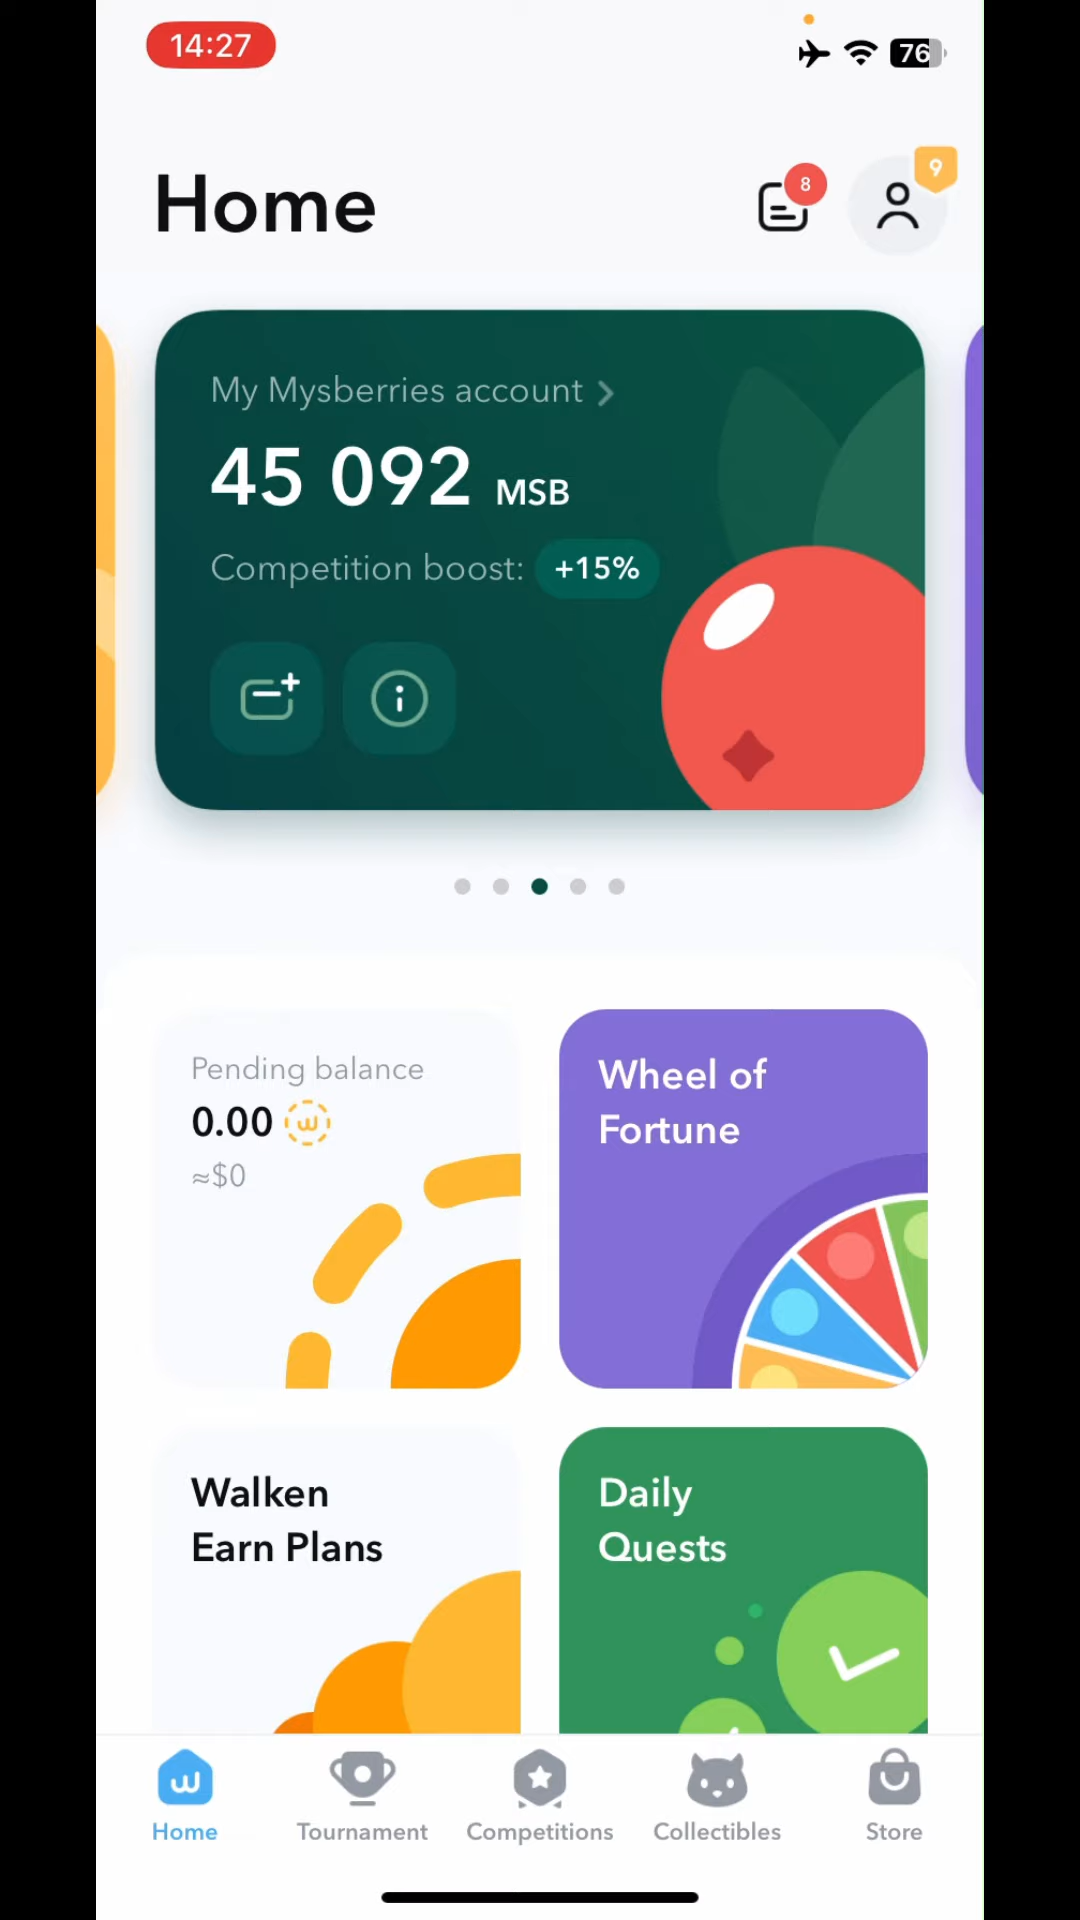 14:27
76
Home
8
9
My Mysberries account
45 092 MSB
Competition boost: +15%
Pending balance
0.00
≈$0
Wheel of
Fortune
Walken
Earn Plans
Daily
Quests
Home
Tournament
Competitions
Collectibles
Store